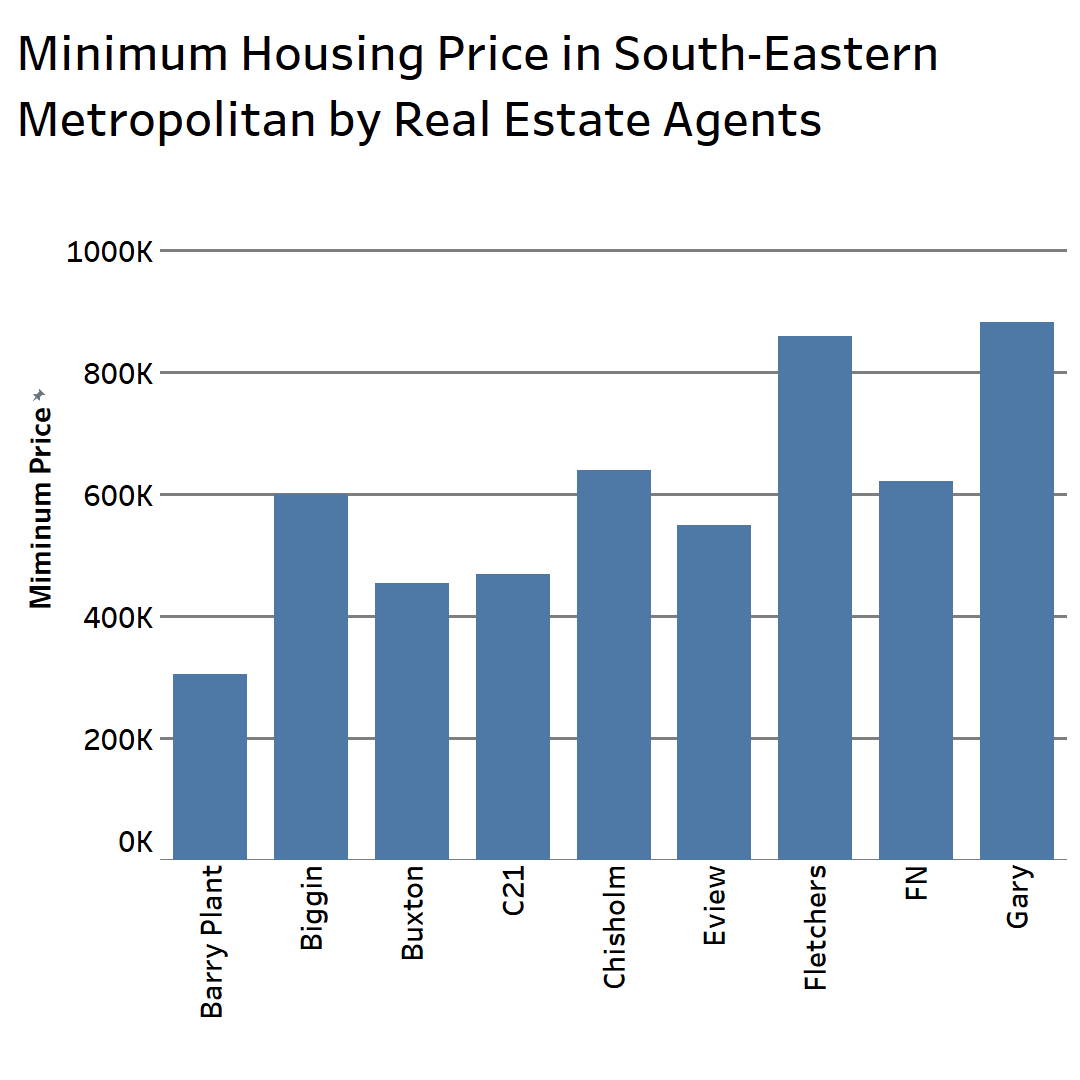 Minimum Housing Price in South-Eastern
Metropolitan by Real Estate Agents
1000K
800K
600K
400K
200K
0K
Miminum Price
Barry Plant
Biggin
Buxton
C21
Chisholm
Eview
Fletchers
FN
Gary